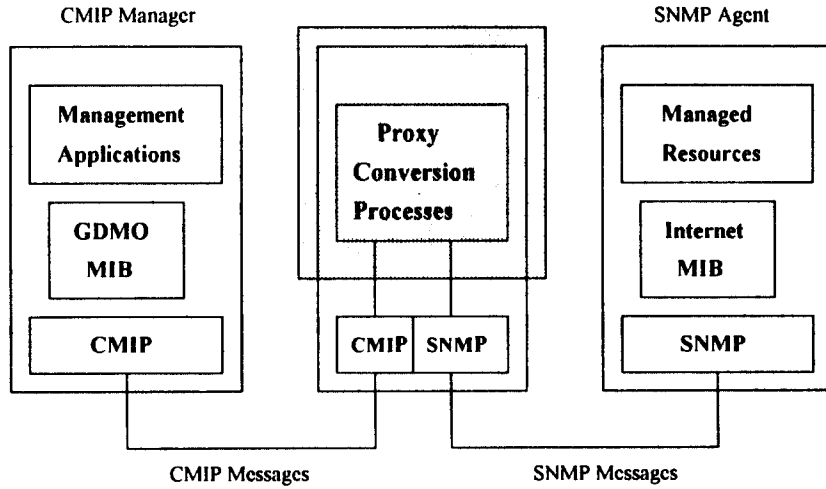 CMIP Manager
SNMP Agent
Management
Applications
GDMO
MIB
CMIP
Proxy
Conversion
Processes
CMIP
SNMP
Managed
Resources
Internet
MIB
SNMP
CMIP Messages
SNMP Messages